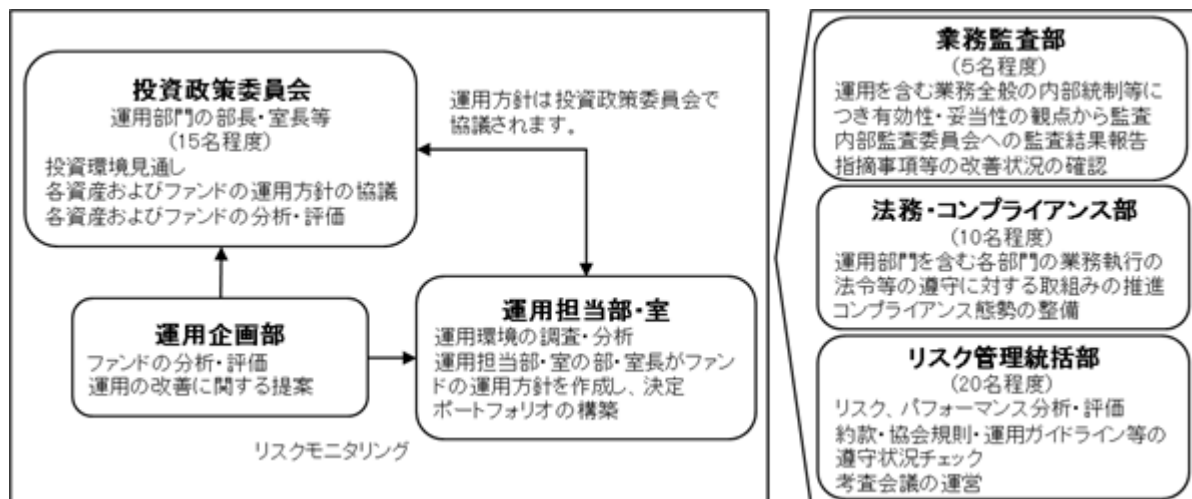 投資政策委員会
運用部門の部長・室長等
(15名程度)
投資環境見通し
各資産およびファンドの運用方針の協議
各資産およびファンドの分析・評価
運用方針は投資政策委員会で
協議されます。
運用企画部
ファンドの分析・評価
運用の改善に関する提案
運用担当部・室
運用環境の調査・分析
運用担当部・室の部・室長がファン
ドの運用方針を作成し、決定
ポートフォリオの構築
リスクモニタリング
業務監査部
(5名程度)
運用を含む業務全般の内部統制等に
つき有効性・妥当性の観点から監査
内部監査委員会への監査結果報告
指摘事項等の改善状況の確認
法務・コンプライアンス部
(10名程度)
運用部門を含む各部門の業務執行の
法令等の遵守に対する取組みの推進
コンプライアンス態勢の整備
リスク管理統括部
(20名程度)
リスク、パフォーマンス分析・評価
約款・協会規則・運用ガイドライン等の
遵守状況チェック
考査会議の運営